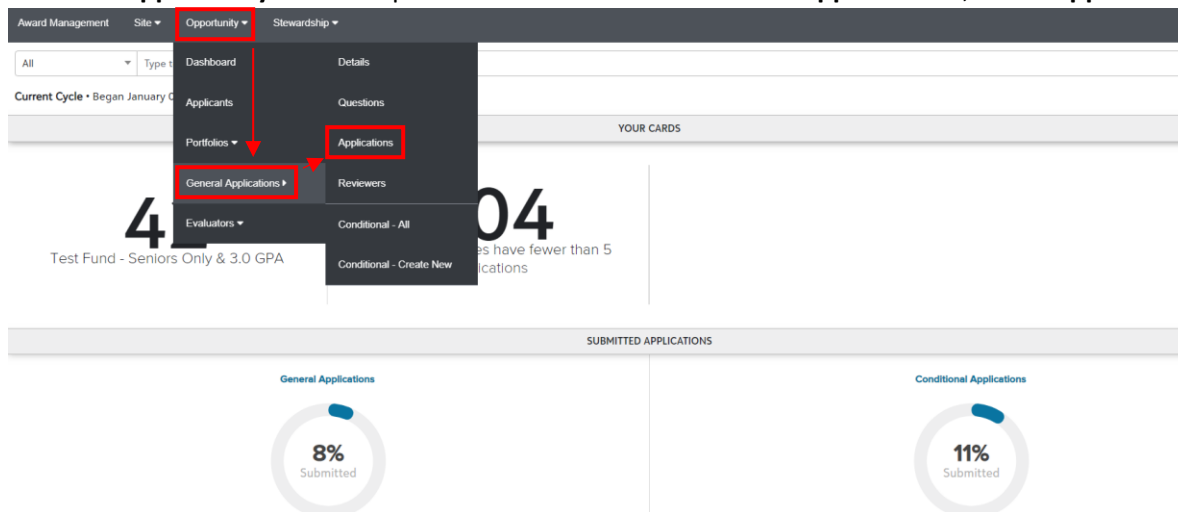 Award Management Site Opportunity Stewardship
All Type t
Dashboard Details
Current Cycle • Began January 0
Applicants Questions
YOUR CARDS
Portfolios Applications
General Applications Reviewers
04
Evaluators Conditional - All
Test Fund - Seniors Only & 3.0 GPA
es have fewer than 5
Conditional - Create New
ications
SUBMITTED APPLICATIONS
General Applications Conditional Applications
8% 11%
Submitted Submitted